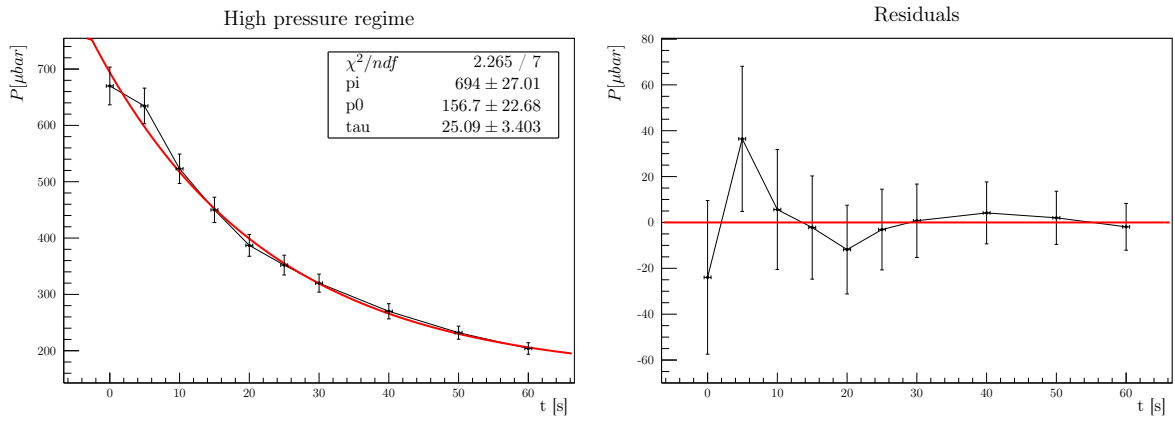 High pressure regime
P[μbar]
χ²/ndf 2.265 / 7
pi 694 ± 27.01
p0 156.7 ± 22.68
tau 25.09 ± 3.403
700
600
500
400
300
200
0 10 20 30 40 50 60
t [s]
Residuals
P[μbar]
80
60
40
20
0
-20
-40
-60
0 10 20 30 40 50 60
t [s]